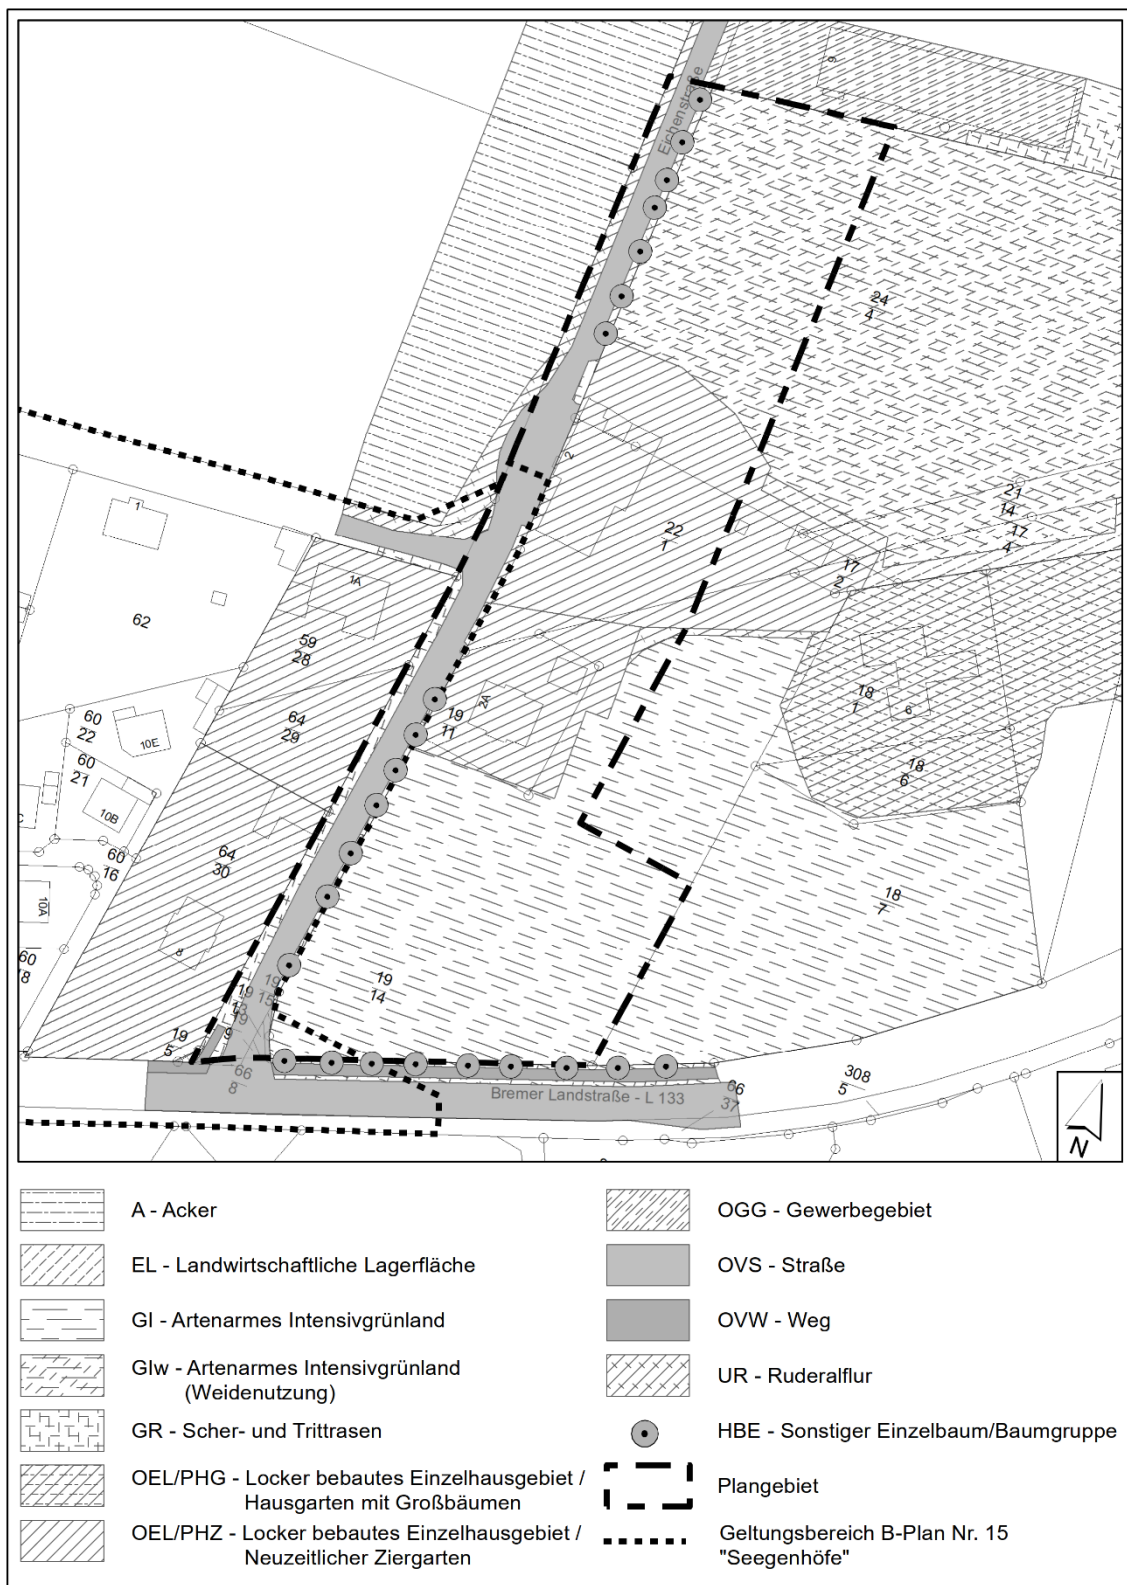 9
Eichenstraße
24
4
2
21
14
17
4
22
1
17
2
1
1A
62
59
28
18
1
6
64
29
2A
19
11
60
22
10E
60
21
18
6
10B
C
60
16
64
30
18
7
10A
8
60
18
19
14
19
13
19
15
9
9
19
5
66
8
Bremer Landstraße - L 133
66
37
308
5
7
N
A - Acker
EL - Landwirtschaftliche Lagerfläche
GI - Artenarmes Intensivgrünland
GIw - Artenarmes Intensivgrünland
(Weidenutzung)
GR - Scher- und Trittrasen
OEL/PHG - Locker bebautes Einzelhausgebiet /
Hausgarten mit Großbäumen
OEL/PHZ - Locker bebautes Einzelhausgebiet /
Neuzeitlicher Ziergarten
OGG - Gewerbegebiet
OVS - Straße
OVW - Weg
UR - Ruderalflur
HBE - Sonstiger Einzelbaum/Baumgruppe
Plangebiet
Geltungsbereich B-Plan Nr. 15
"Seegenhöfe"